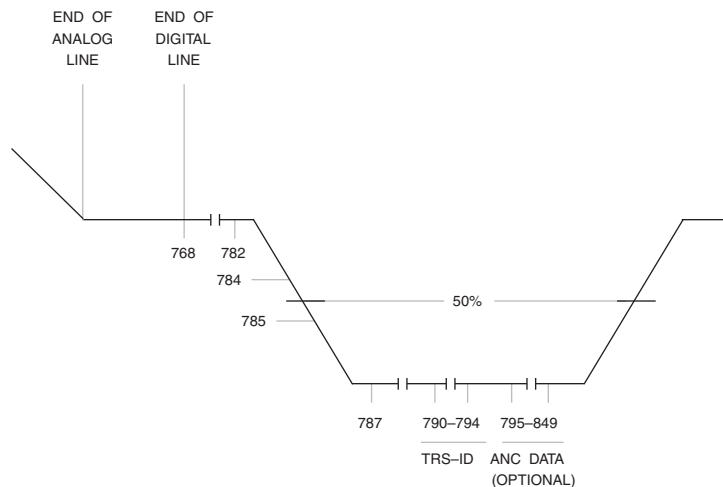 END OF
ANALOG
LINE
END OF
DIGITAL
LINE
768
782
784
50%
785
787
790–794
795–849
TRS–ID
ANC DATA
(OPTIONAL)